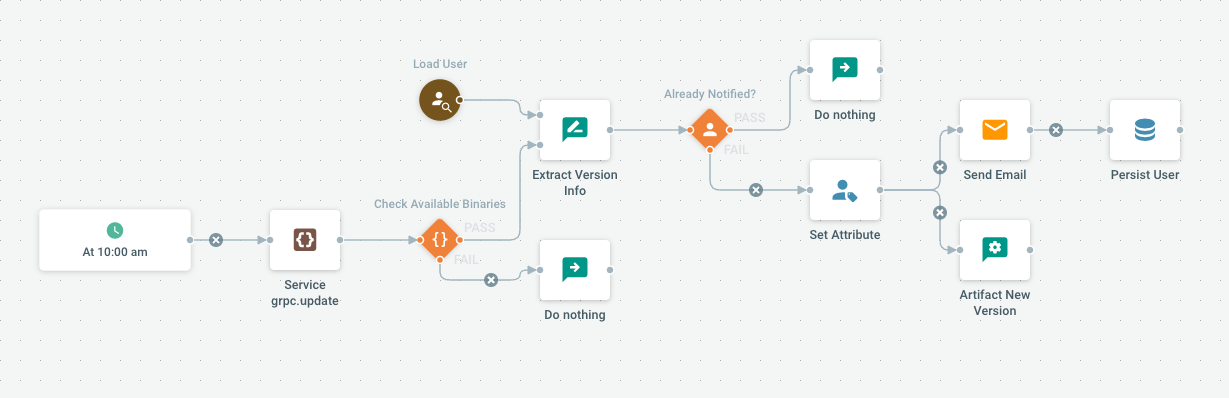 Load User
Already Notified?
PASS
Do nothing
FAIL
Extract Version
Info
Send Email
Persist User
Check Available Binaries
PASS
Set Attribute
At 10:00 am
FAIL
Service
grpc.update
Do nothing
Artifact New
Version